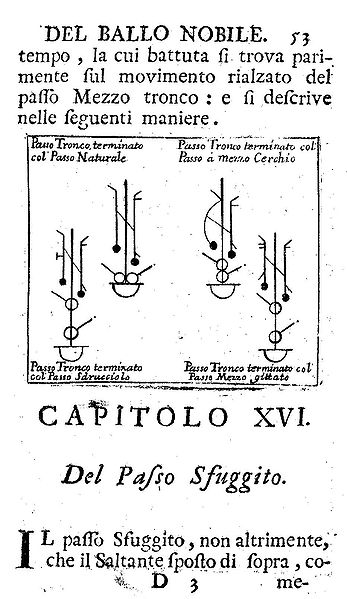 DEL BALLO NOBILE. 53
tempo, la cui battuta si trova pari-
mente sul movimento rialzato del
paſſo Mezzo tronco: e si deſcrive
nelle ſeguenti maniere.
Passo Tronco, terminato
col Passo Naturale
Passo Tronco terminato col
Passo a mezzo Cerchio
Passo Tronco terminato
col Passo Sdrucciolo
Passo Tronco terminato col
Passo Mezzo gittato
CAPITOLO XVI.
Del Paſſo Sfuggito.
IL paſſo Sfuggito, non altrimente,
che il Saltante ſpoſto di ſopra, co-
D 3 me-